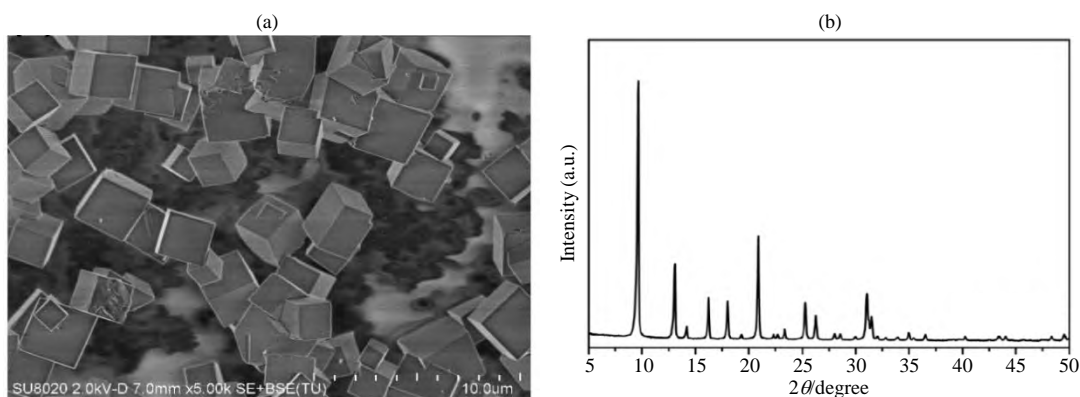 (a)
(b)
SU8020 2.0kV-D 7.0mm x5.00k SE+BSE(TU)
10.0um
Intensity (a.u.)
5
10
15
20
25
30
35
40
45
50
2θ/degree